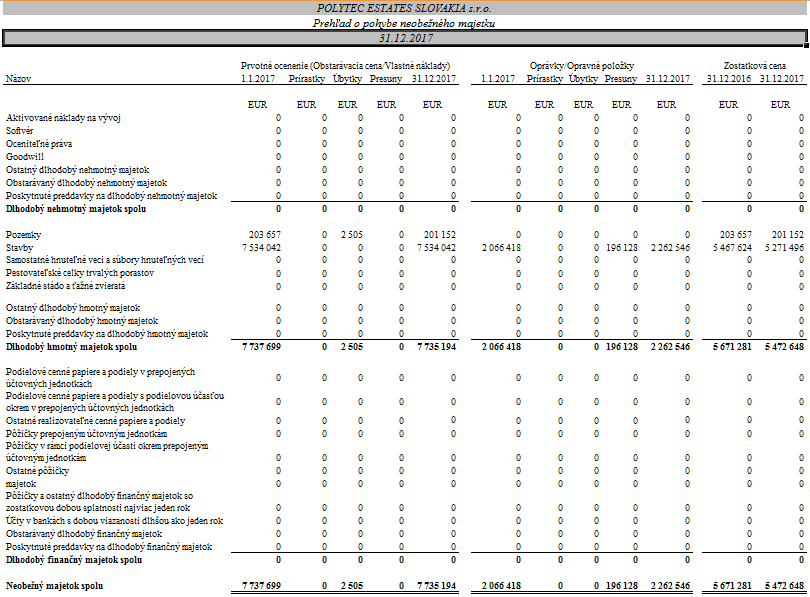 POLYTEC ESTATES SLOVAKIA s.r.o.
Prehľad o pohybe neobežného majetku
31.12.2017
Prvotné ocenenie (Obstarávacia cena/Vlastné náklady) Oprávky/Opravné položky Zostatková cena
Názov 1.1.2017 Prírastky Úbytky Presuny 31.12.2017 1.1.2017 Prírastky Úbytky Presuny 31.12.2017 31.12.2016 31.12.2017
EUR EUR EUR EUR EUR EUR EUR EUR EUR EUR EUR EUR
Aktivované náklady na vývoj 0 0 0 0 0 0 0 0 0 0 0 0
Softvér 0 0 0 0 0 0 0 0 0 0 0 0
Oceniteľné práva 0 0 0 0 0 0 0 0 0 0 0 0
Goodwill 0 0 0 0 0 0 0 0 0 0 0 0
Ostatný dlhodobý nehmotný majetok 0 0 0 0 0 0 0 0 0 0 0 0
Obstarávaný dlhodobý nehmotný majetok 0 0 0 0 0 0 0 0 0 0 0 0
Poskytnuté preddavky na dlhodobý nehmotný majetok 0 0 0 0 0 0 0 0 0 0 0 0
Dlhodobý nehmotný majetok spolu 0 0 0 0 0 0 0 0 0 0 0 0
Pozemky 203 657 0 2 505 0 201 152 0 0 0 0 0 203 657 201 152
Stavby 7 534 042 0 0 0 7 534 042 2 066 418 0 0 196 128 2 262 546 5 467 624 5 271 496
Samostatné hnuteľné veci a súbory hnuteľných vecí 0 0 0 0 0 0 0 0 0 0 0 0
Pestovateľské celky trvalých porastov 0 0 0 0 0 0 0 0 0 0 0 0
Základné stádo a ťažné zvieratá 0 0 0 0 0 0 0 0 0 0 0 0
Ostatný dlhodobý hmotný majetok 0 0 0 0 0 0 0 0 0 0 0 0
Obstarávaný dlhodobý hmotný majetok 0 0 0 0 0 0 0 0 0 0 0 0
Poskytnuté preddavky na dlhodobý hmotný majetok 0 0 0 0 0 0 0 0 0 0 0 0
Dlhodobý hmotný majetok spolu 7 737 699 0 2 505 0 7 735 194 2 066 418 0 0 196 128 2 262 546 5 671 281 5 472 648
Podielové cenné papiere a podiely v prepojených
účtovných jednotkách 0 0 0 0 0 0 0 0 0 0 0 0
Podielové cenné papiere a podiely s podielovou účasťou
okrem v prepojených účtovných jednotkách 0 0 0 0 0 0 0 0 0 0 0 0
Ostatné realizovateľné cenné papiere a podiely 0 0 0 0 0 0 0 0 0 0 0 0
Pôžičky prepojeným účtovným jednotkám 0 0 0 0 0 0 0 0 0 0 0 0
Pôžičky v rámci podielovej účasti okrem prepojeným
účtovným jednotkám 0 0 0 0 0 0 0 0 0 0 0 0
Ostatné pôžičky 0 0 0 0 0 0 0 0 0 0 0 0
majetok 0 0 0 0 0 0 0 0 0 0 0 0
Pôžičky a ostatný dlhodobý finančný majetok so
zostatkovou dobou splatnosti najviac jeden rok 0 0 0 0 0 0 0 0 0 0 0 0
Účty v bankách s dobou viazanosti dlhšou ako jeden rok 0 0 0 0 0 0 0 0 0 0 0 0
Obstarávaný dlhodobý finančný majetok 0 0 0 0 0 0 0 0 0 0 0 0
Poskytnuté preddavky na dlhodobý finančný majetok 0 0 0 0 0 0 0 0 0 0 0 0
Dlhodobý finančný majetok spolu 0 0 0 0 0 0 0 0 0 0 0 0
Neobežný majetok spolu 7 737 699 0 2 505 0 7 735 194 2 066 418 0 0 196 128 2 262 546 5 671 281 5 472 648